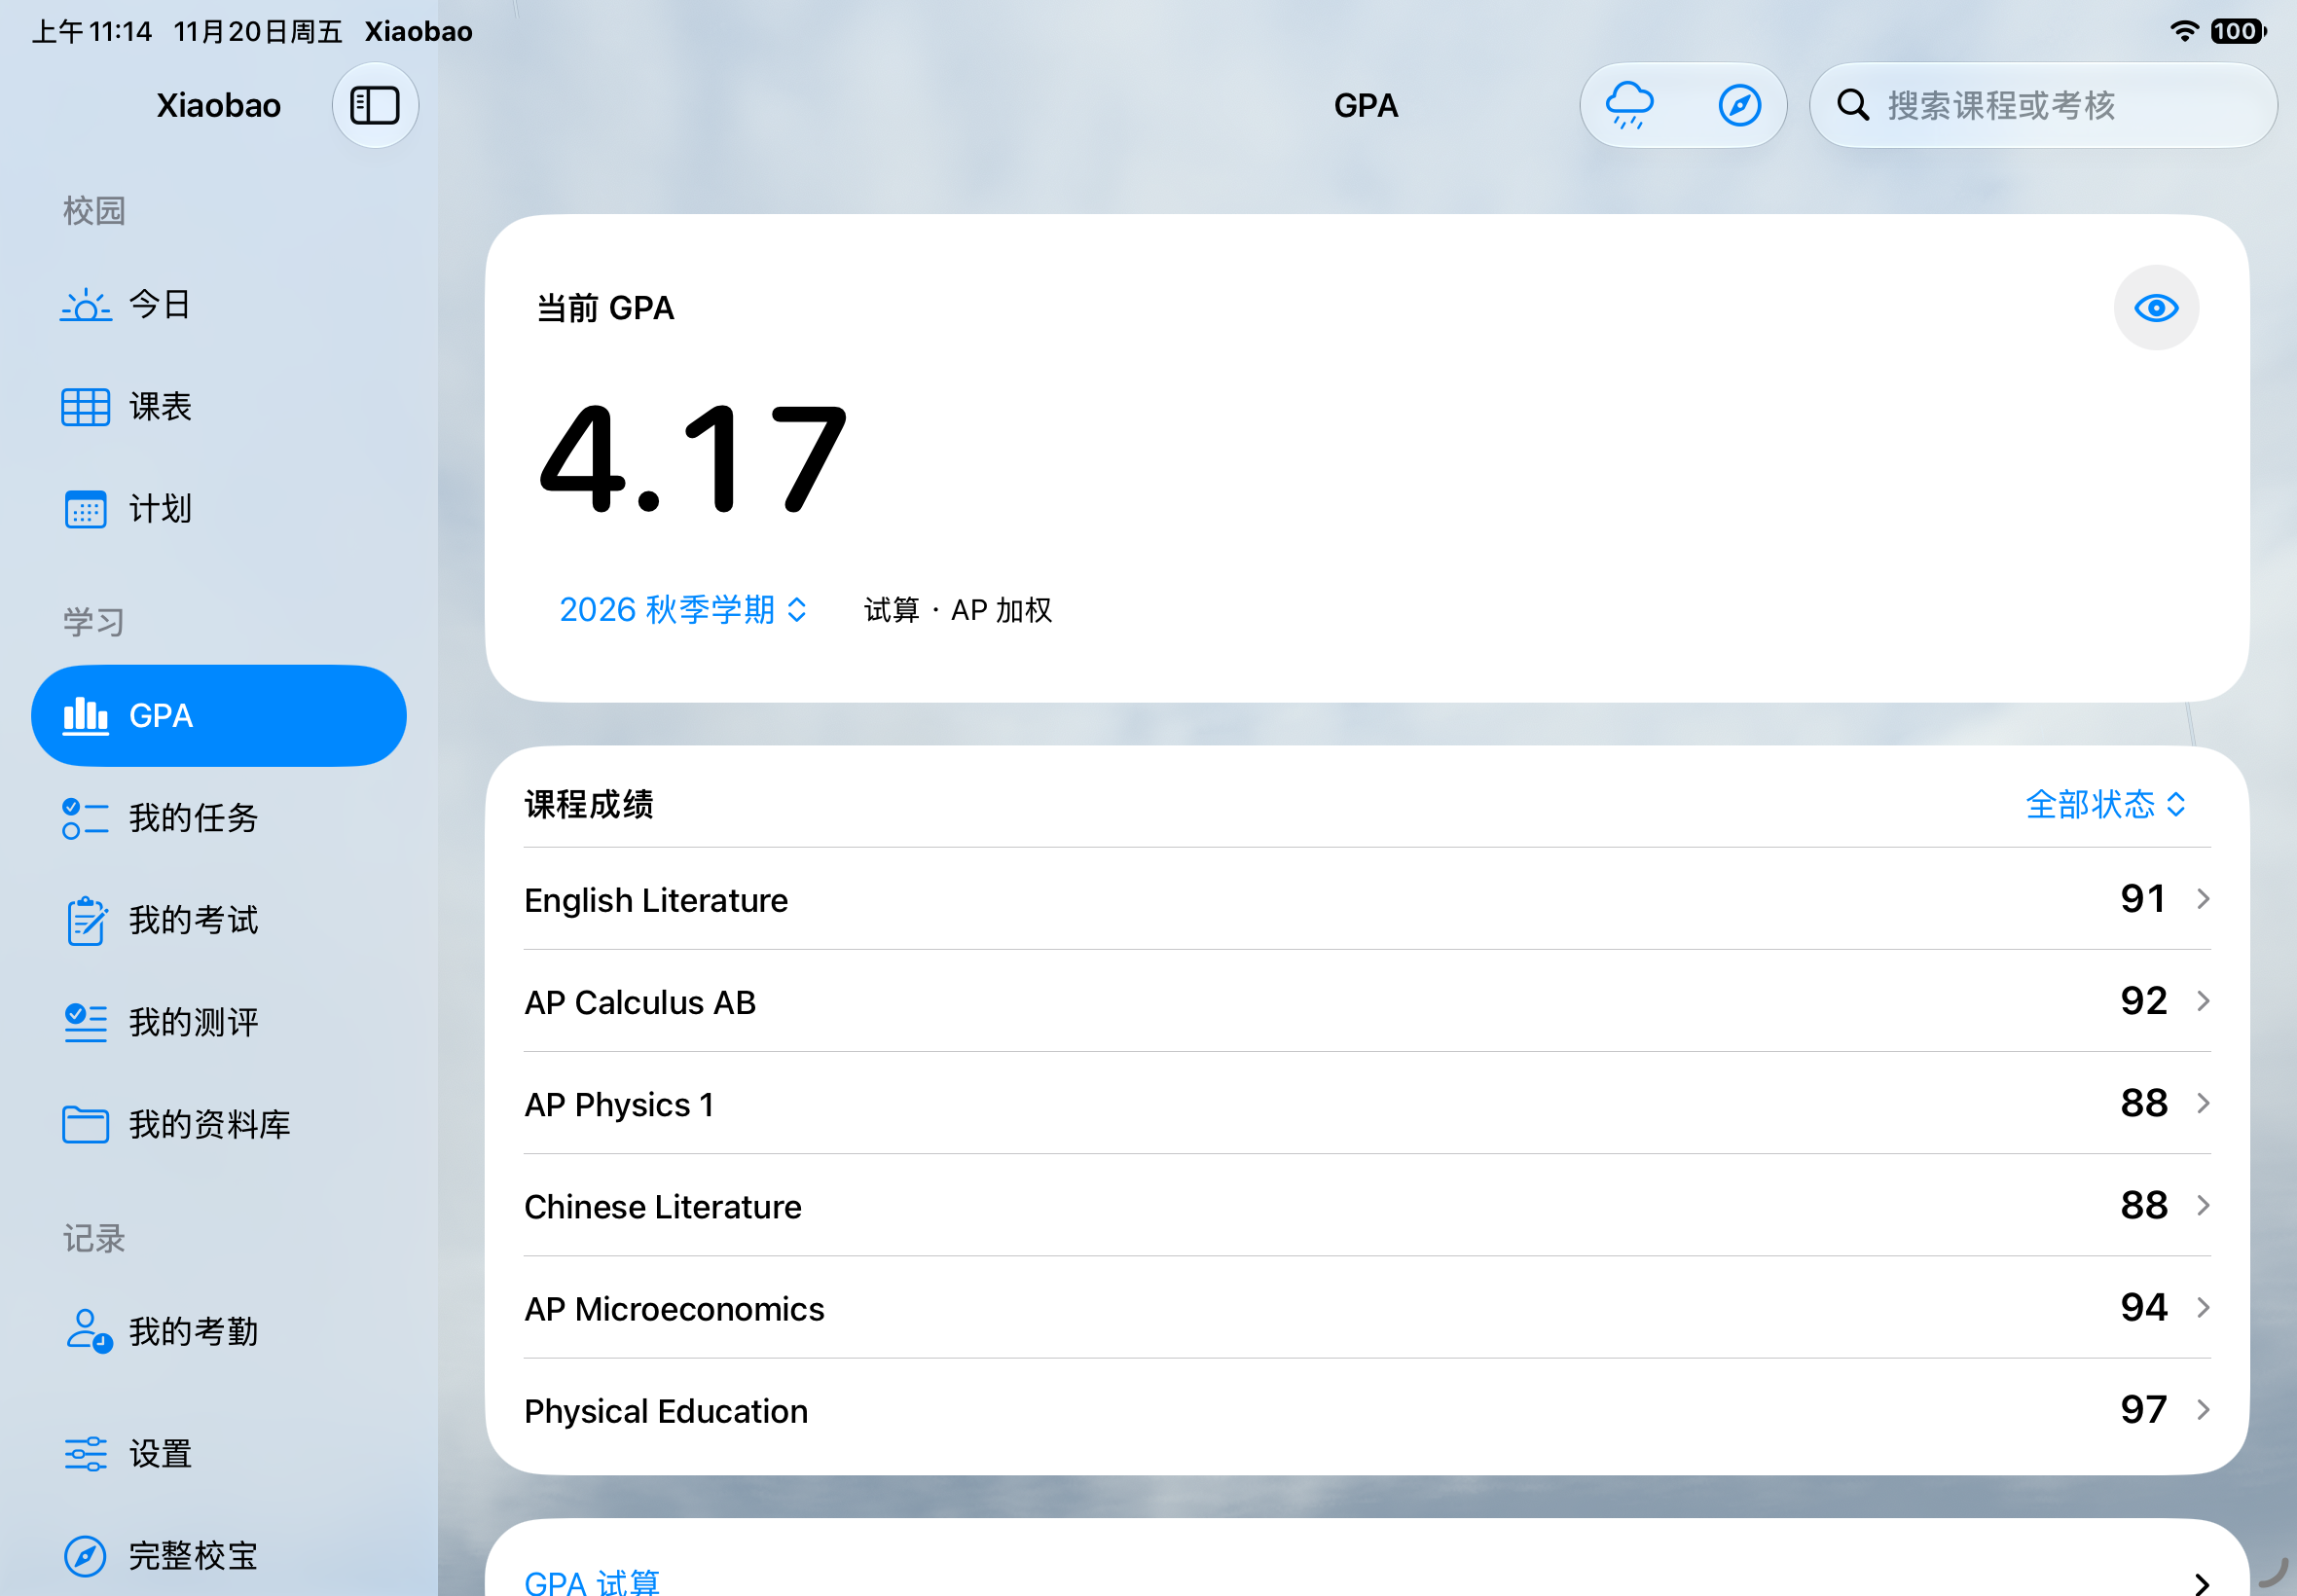 上午11:14 11月20日周五 Xiaobao
100
Xiaobao
GPA
搜索课程或考核
校园
今日
课表
计划
学习
GPA
我的任务
我的考试
我的测评
我的资料库
记录
我的考勤
设置
完整校宝
当前 GPA
4.17
2026 秋季学期
试算 · AP 加权
课程成绩
全部状态
English Literature 91
AP Calculus AB 92
AP Physics 1 88
Chinese Literature 88
AP Microeconomics 94
Physical Education 97
GPA 试算